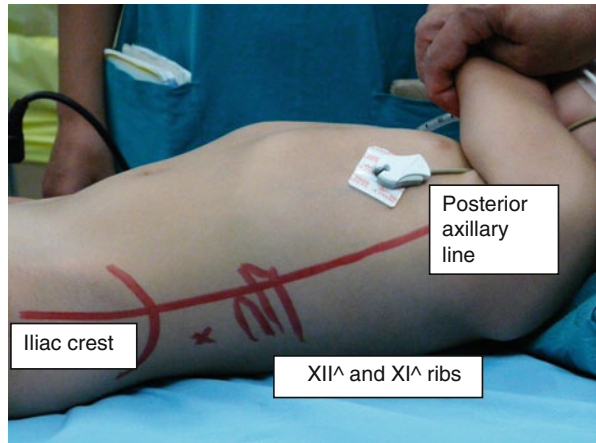 Posterior
axillary
line
Iliac crest
XII^ and XI^ ribs